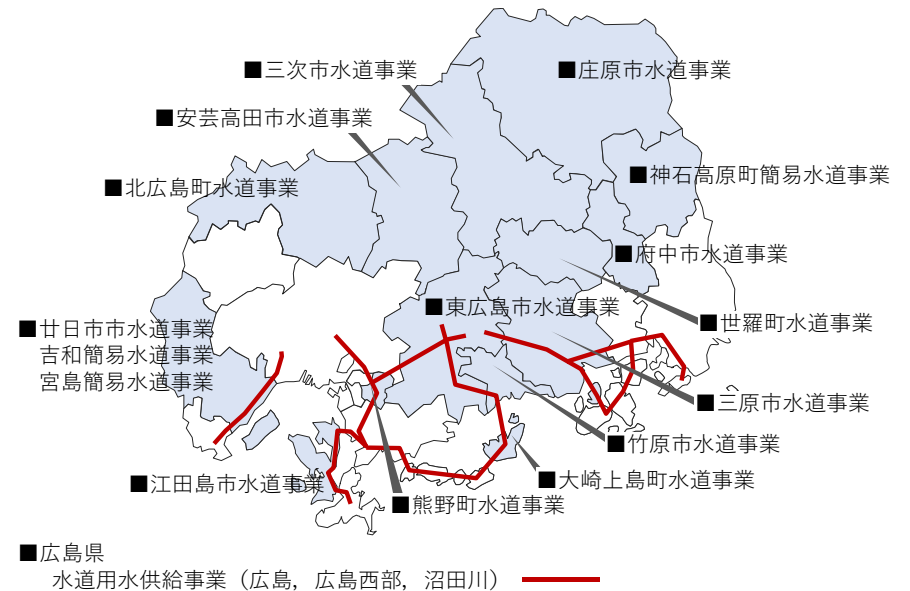 ■三次市水道事業
■庄原市水道事業
■安芸高田市水道事業
■北広島町水道事業
■神石高原町簡易水道事業
■府中市水道事業
■東広島市水道事業
■廿日市市水道事業
吉和簡易水道事業
宮島簡易水道事業
■世羅町水道事業
■三原市水道事業
■竹原市水道事業
■大崎上島町水道事業
■江田島市水道事業
■熊野町水道事業
■広島県
水道用水供給事業（広島，広島西部，沼田川）